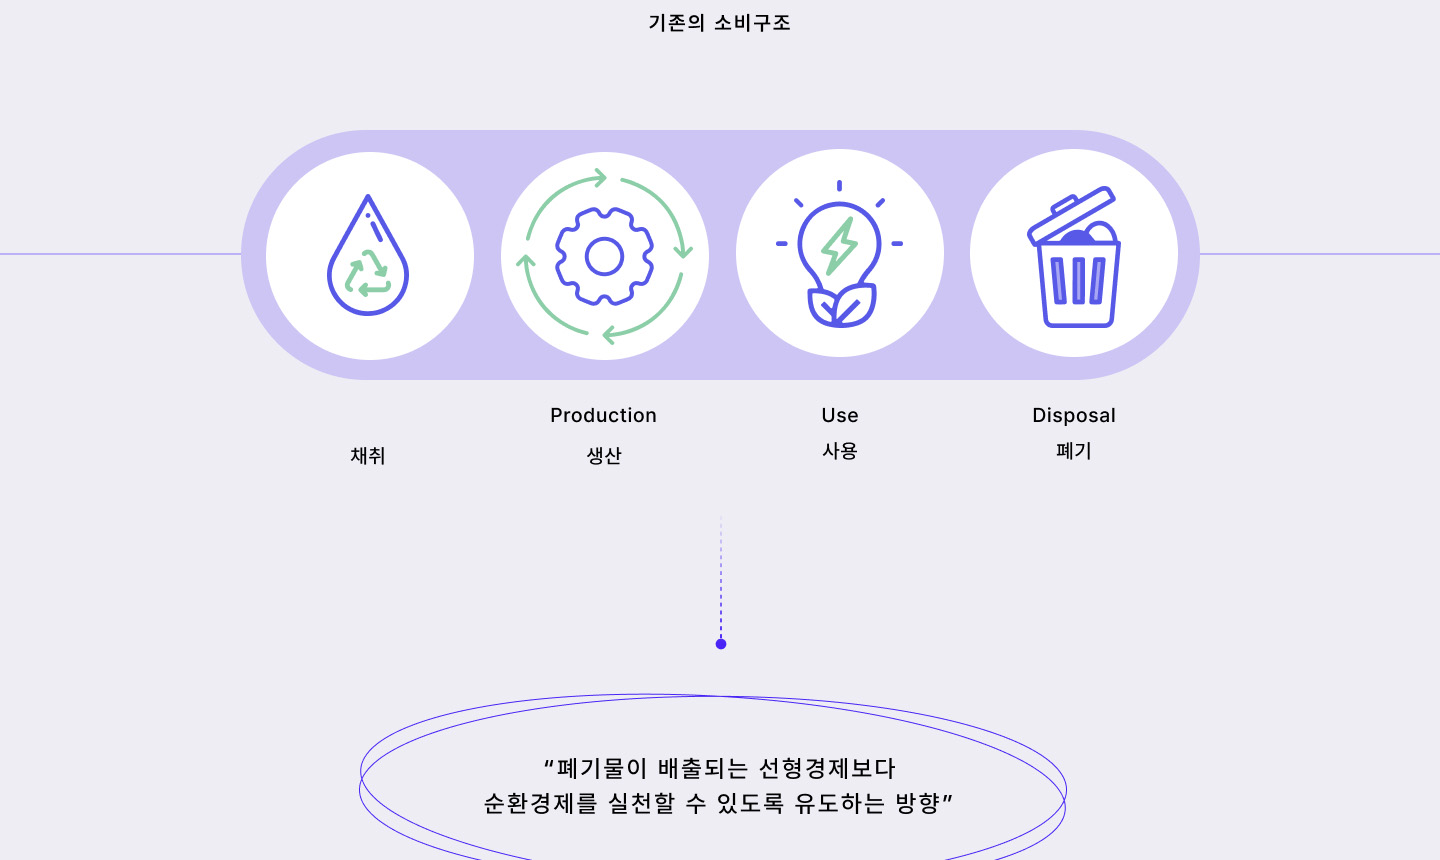 기존의 소비구조
채취
Production
생산
Use
사용
Disposal
폐기
“폐기물이 배출되는 선형경제보다
순환경제를 실천할 수 있도록 유도하는 방향”